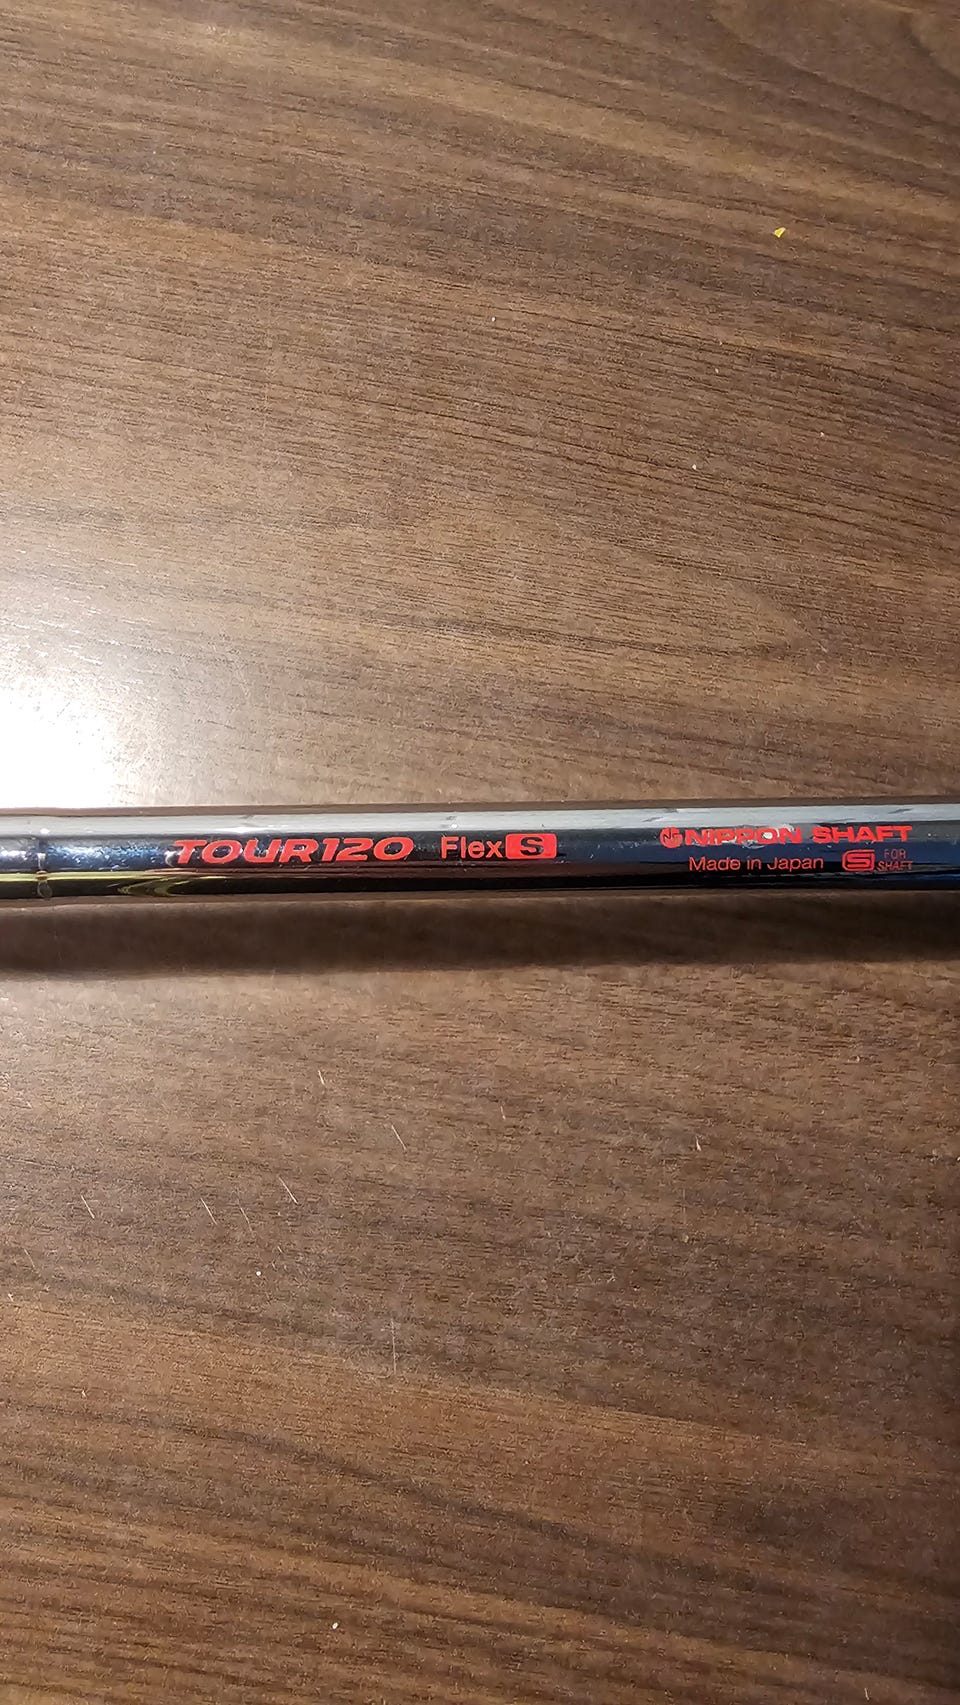 TOUR120 Flex S
NIPPON SHAFT
Made in Japan S FOR SHAFT